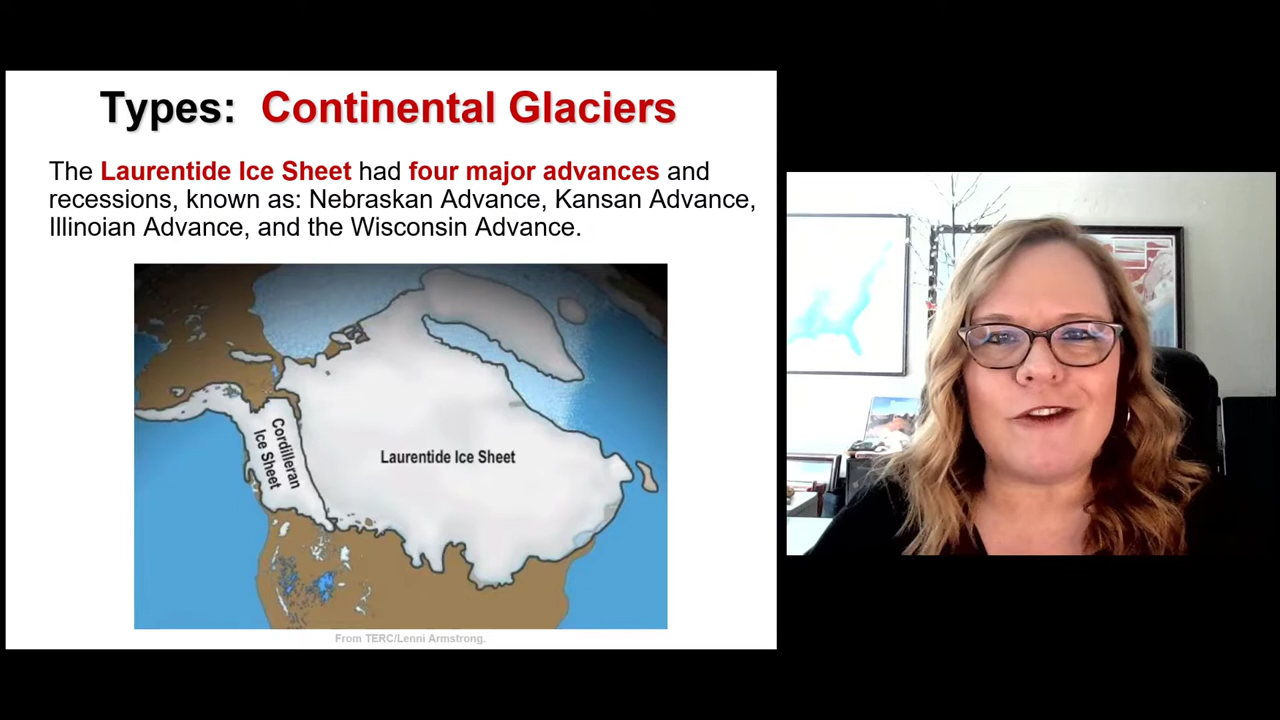 Types: Continental Glaciers
The Laurentide Ice Sheet had four major advances and
recessions, known as: Nebraskan Advance, Kansan Advance,
Illinoian Advance, and the Wisconsin Advance.
Cordilleran
Ice Sheet
Laurentide Ice Sheet
From TERC/Lenni Armstrong.